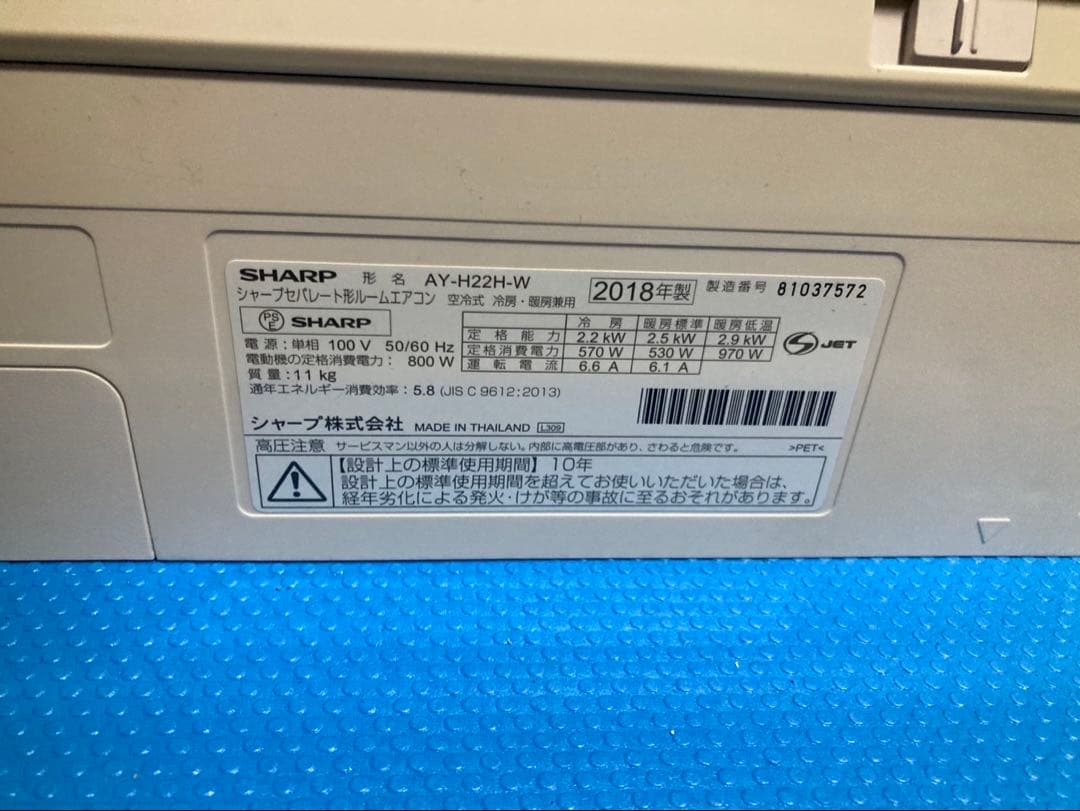 SHARP 形名 AY-H22H-W
シャープセパレート形ルームエアコン 空冷式 冷房・暖房兼用 2018年製 製造番号 81037572
PS E SHARP
冷房 暖房標準 暖房低温
定格能力 2.2 kW 2.5 kW 2.9 kW
定格消費電力 570 W 530 W 970 W
運転電流 6.6 A 6.1 A
S JET
電源:単相 100 V 50/60 Hz
電動機の定格消費電力: 800 W
質量:11 kg
通年エネルギー消費効率:5.8 (JIS C 9612:2013)
シャープ株式会社 MADE IN THAILAND L309
高圧注意 サービスマン以外の人は分解しない。内部に高電圧部があり、さわると危険です。 >PET<
【設計上の標準使用期間】10年
設計上の標準使用期間を超えてお使いいただいた場合は、
経年劣化による発火・けが等の事故に至るおそれがあります。